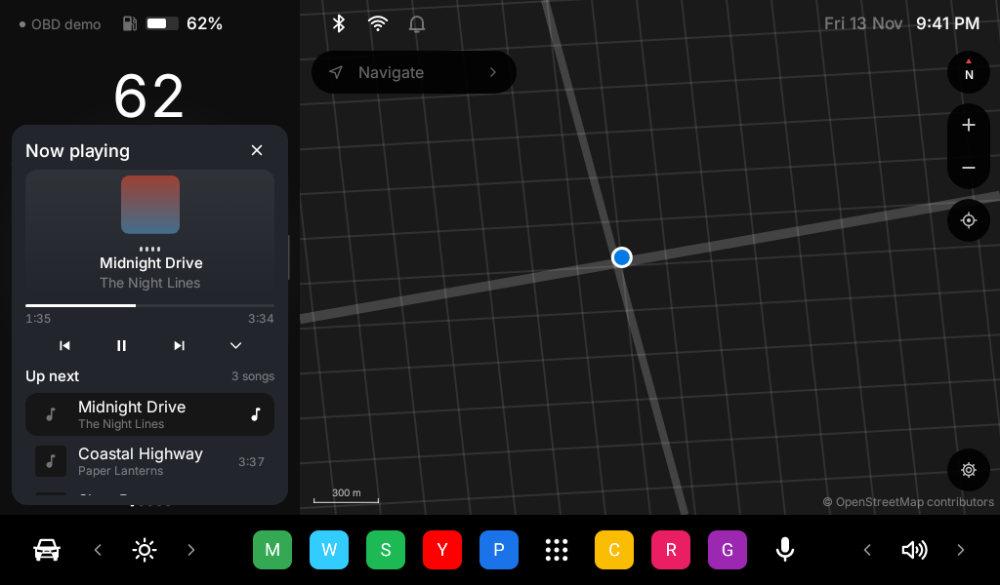 OBD demo
62%
Fri 13 Nov
9:41 PM
62
Navigate
N
Now playing
Midnight Drive
The Night Lines
1:35
3:34
Up next
3 songs
Midnight Drive
The Night Lines
Coastal Highway
Paper Lanterns
3:37
300 m
© OpenStreetMap contributors
M
W
S
Y
P
C
R
G